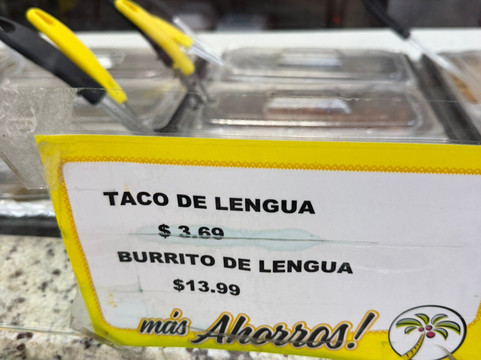 TACO DE LENGUA
$ 3.69
BURRITO DE LENGUA
$13.99
más Ahorros!